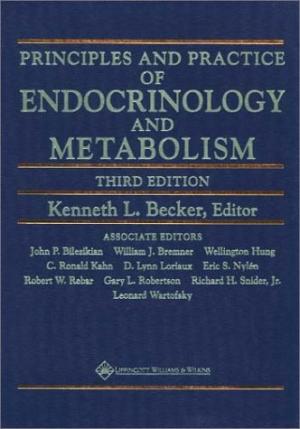 PRINCIPLES AND PRACTICE
OF
ENDOCRINOLOGY
AND
METABOLISM
THIRD EDITION
Kenneth L. Becker, Editor
ASSOCIATE EDITORS
John P. Bilezikian William J. Bremner Wellington Hung
C. Ronald Kahn D. Lynn Loriaux Eric S. Nylén
Robert W. Rebar Gary L. Robertson Richard H. Snider, Jr.
Leonard Wartofsky
LIPPINCOTT WILLIAMS & WILKINS